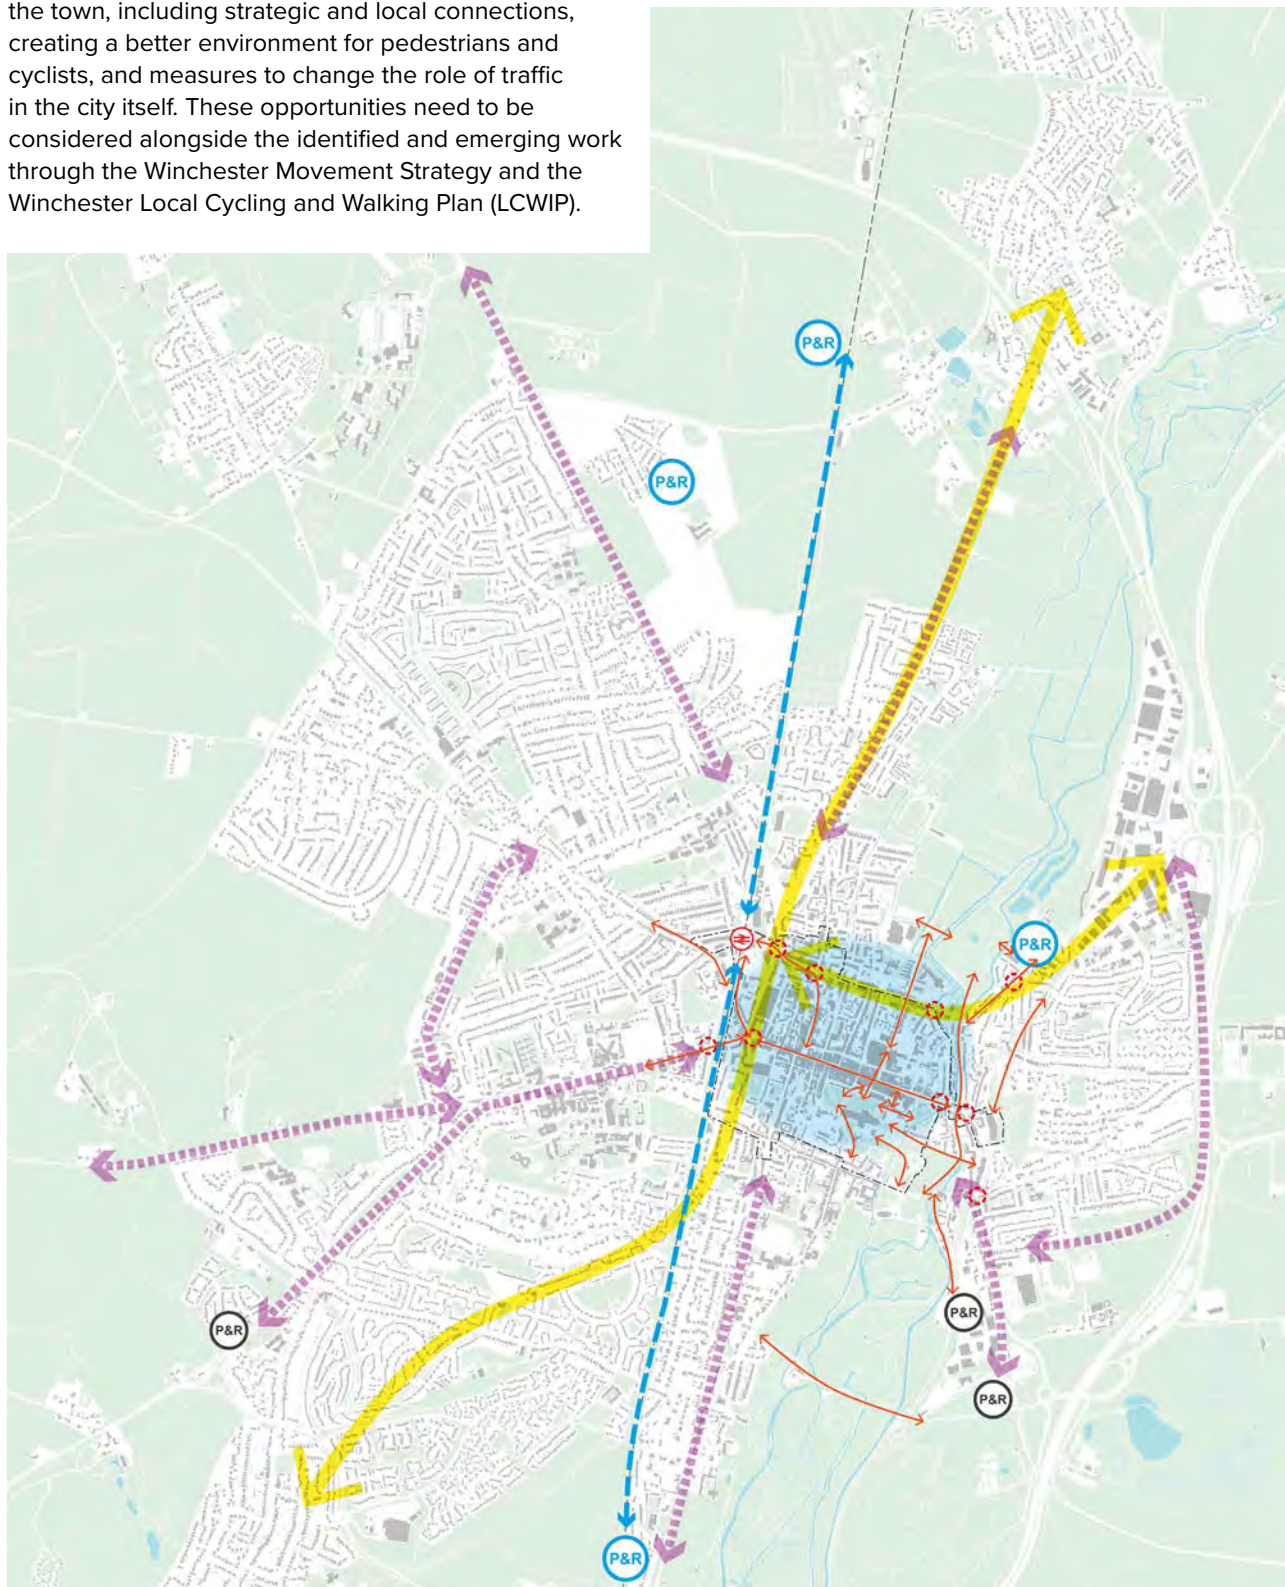 the town, including strategic and local connections,
creating a better environment for pedestrians and
cyclists, and measures to change the role of traffic
in the city itself. These opportunities need to be
considered alongside the identified and emerging work
through the Winchester Movement Strategy and the
Winchester Local Cycling and Walking Plan (LCWIP).
P&R
P&R
P&R
P&R
P&R
P&R
P&R